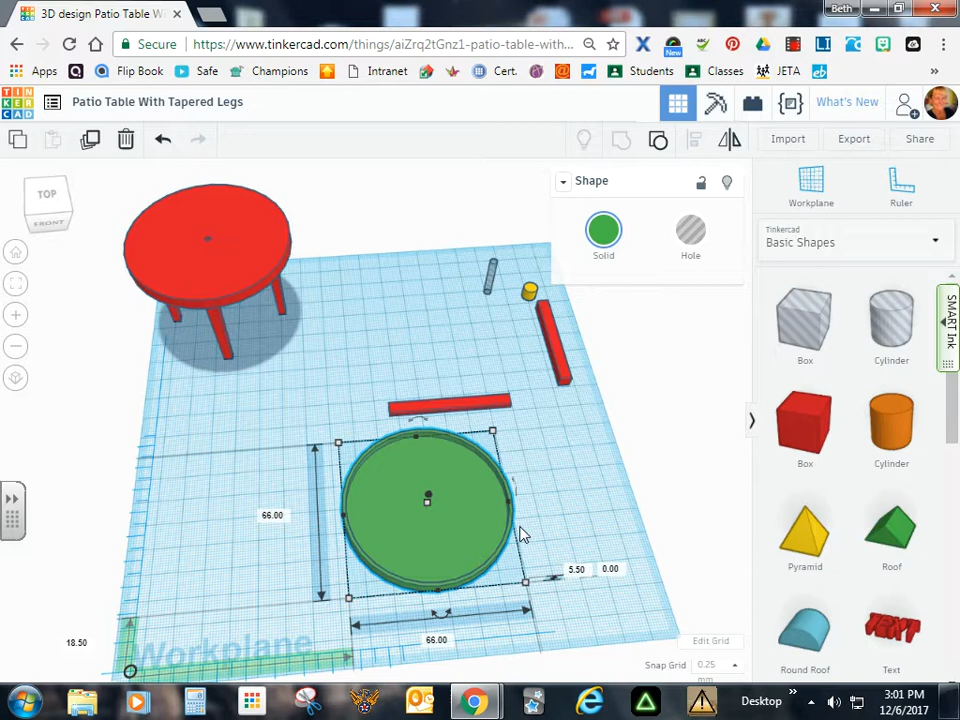 3D design Patio Table Wi
Beth
Secure
https://www.tinkercad.com/things/aiZrq2tGnz1-patio-table-with...
New
Apps
Flip Book
Safe
Champions
Intranet
Cert.
Students
Classes
JETA
TIN
KER
CAD
Patio Table With Tapered Legs
What's New
Import
Export
Share
TOP
FRONT
Shape
Solid
Hole
Workplane
Ruler
Tinkercad
Basic Shapes
SMART Ink
Box
Cylinder
Box
Cylinder
Pyramid
Roof
Round Roof
Text
TEXT
66.00
5.50
0.00
66.00
18.50
Workplane
Edit Grid
Snap Grid
0.25
mm
Desktop
3:01 PM
12/6/2017